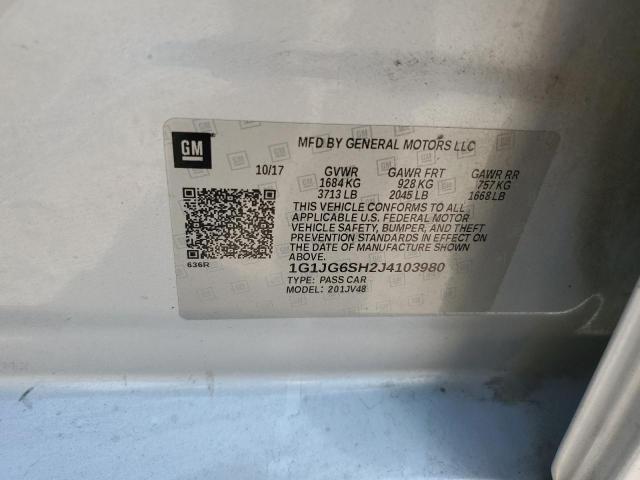 GM
MFD BY GENERAL MOTORS LLC
10/17 GVWR GAWR FRT GAWR RR
1684 KG 928 KG 757 KG
3713 LB 2045 LB 1668 LB
THIS VEHICLE CONFORMS TO ALL
APPLICABLE U.S. FEDERAL MOTOR
VEHICLE SAFETY, BUMPER, AND THEFT
PREVENTION STANDARDS IN EFFECT ON
THE DATE OF MANUFACTURE SHOWN
ABOVE.
636R
1G1JG6SH2J4103980
TYPE: PASS CAR
MODEL: 201JV48